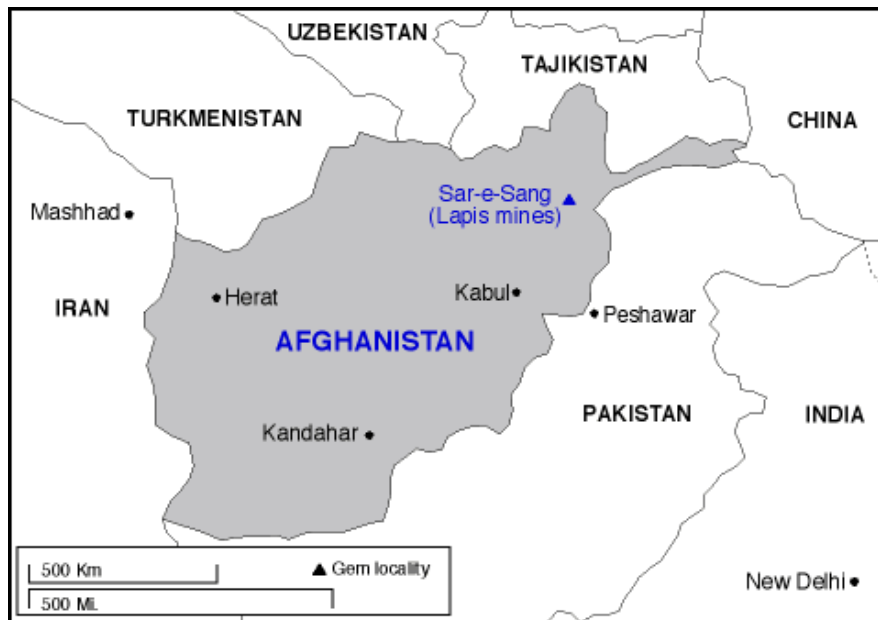 UZBEKISTAN
TAJIKISTAN
TURKMENISTAN
CHINA
Sar-e-Sang
(Lapis mines)
Mashhad
Herat
Kabul
IRAN
Peshawar
AFGHANISTAN
PAKISTAN
INDIA
Kandahar
500 Km
Gem locality
New Delhi
500 Mi.